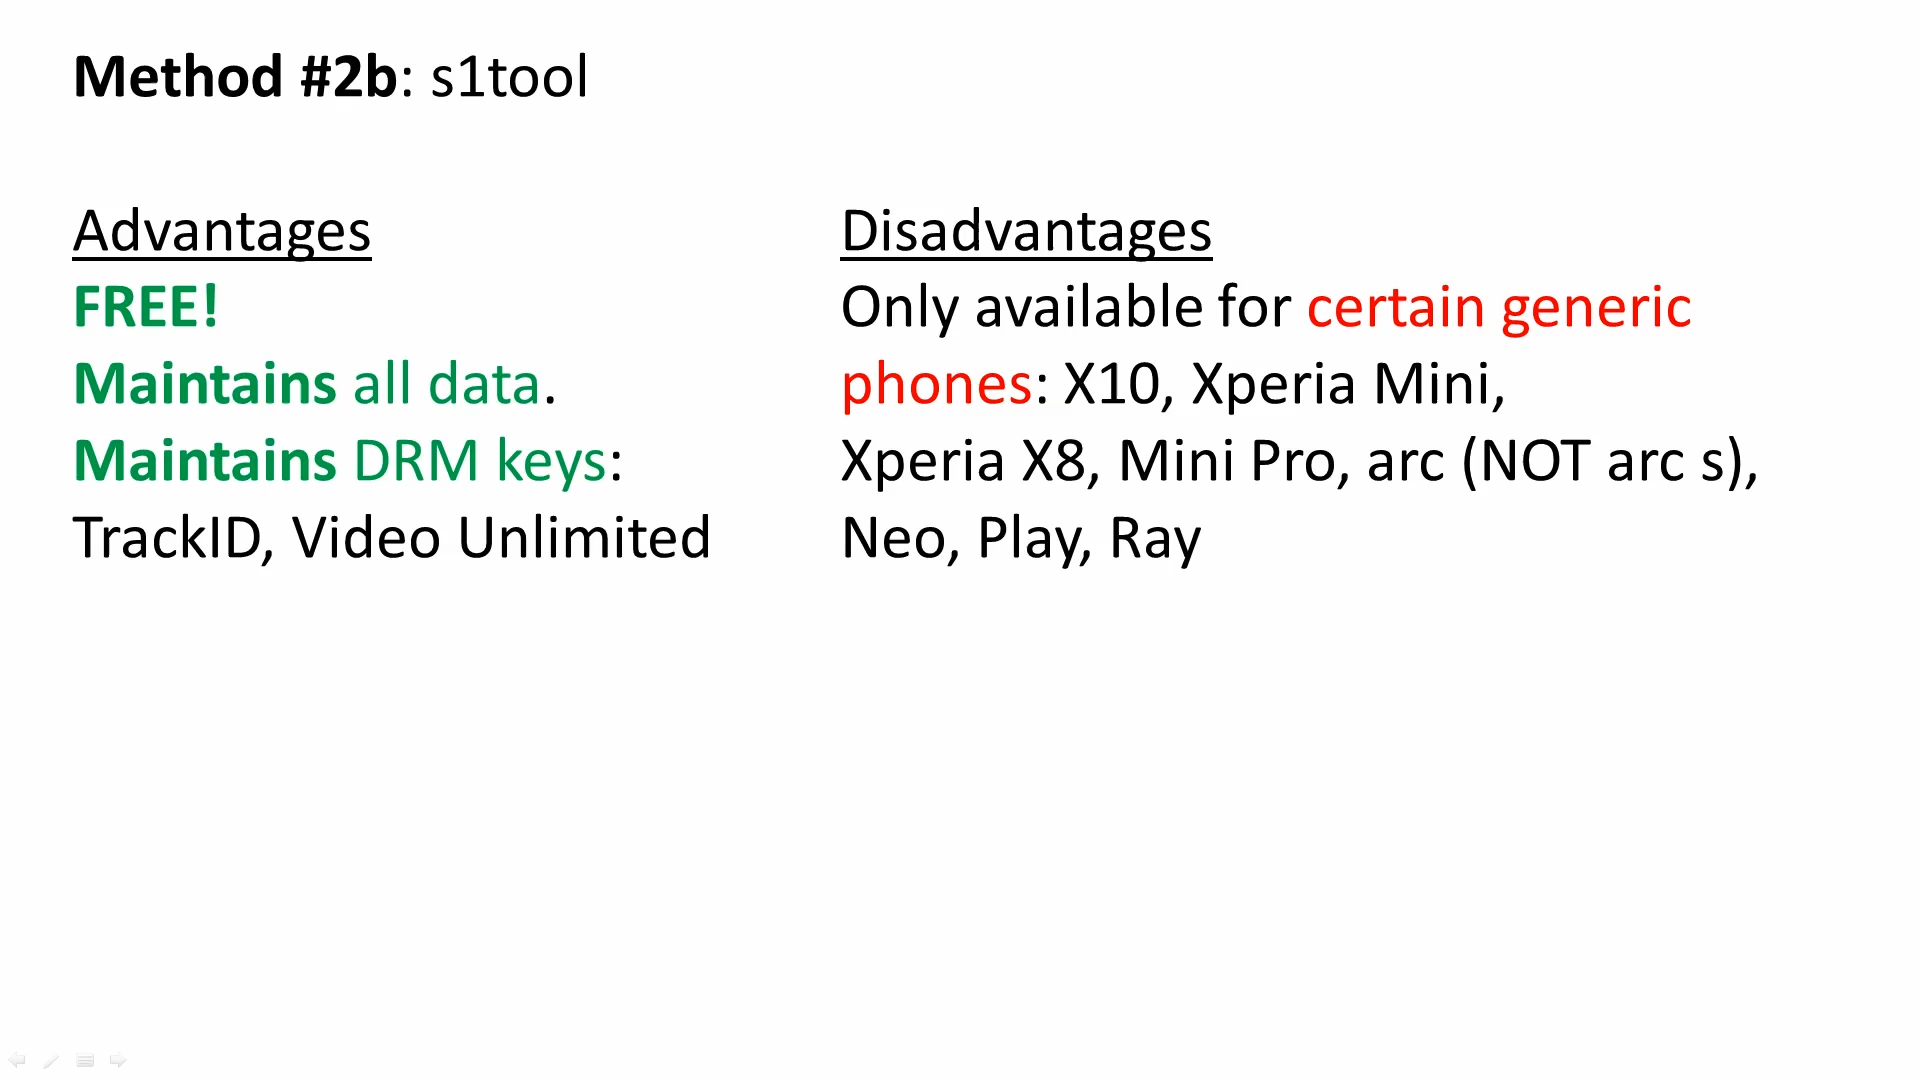 Method #2b: s1tool
Advantages
FREE!
Maintains all data.
Maintains DRM keys:
TrackID, Video Unlimited
Disadvantages
Only available for certain generic
phones: X10, Xperia Mini,
Xperia X8, Mini Pro, arc (NOT arc s),
Neo, Play, Ray